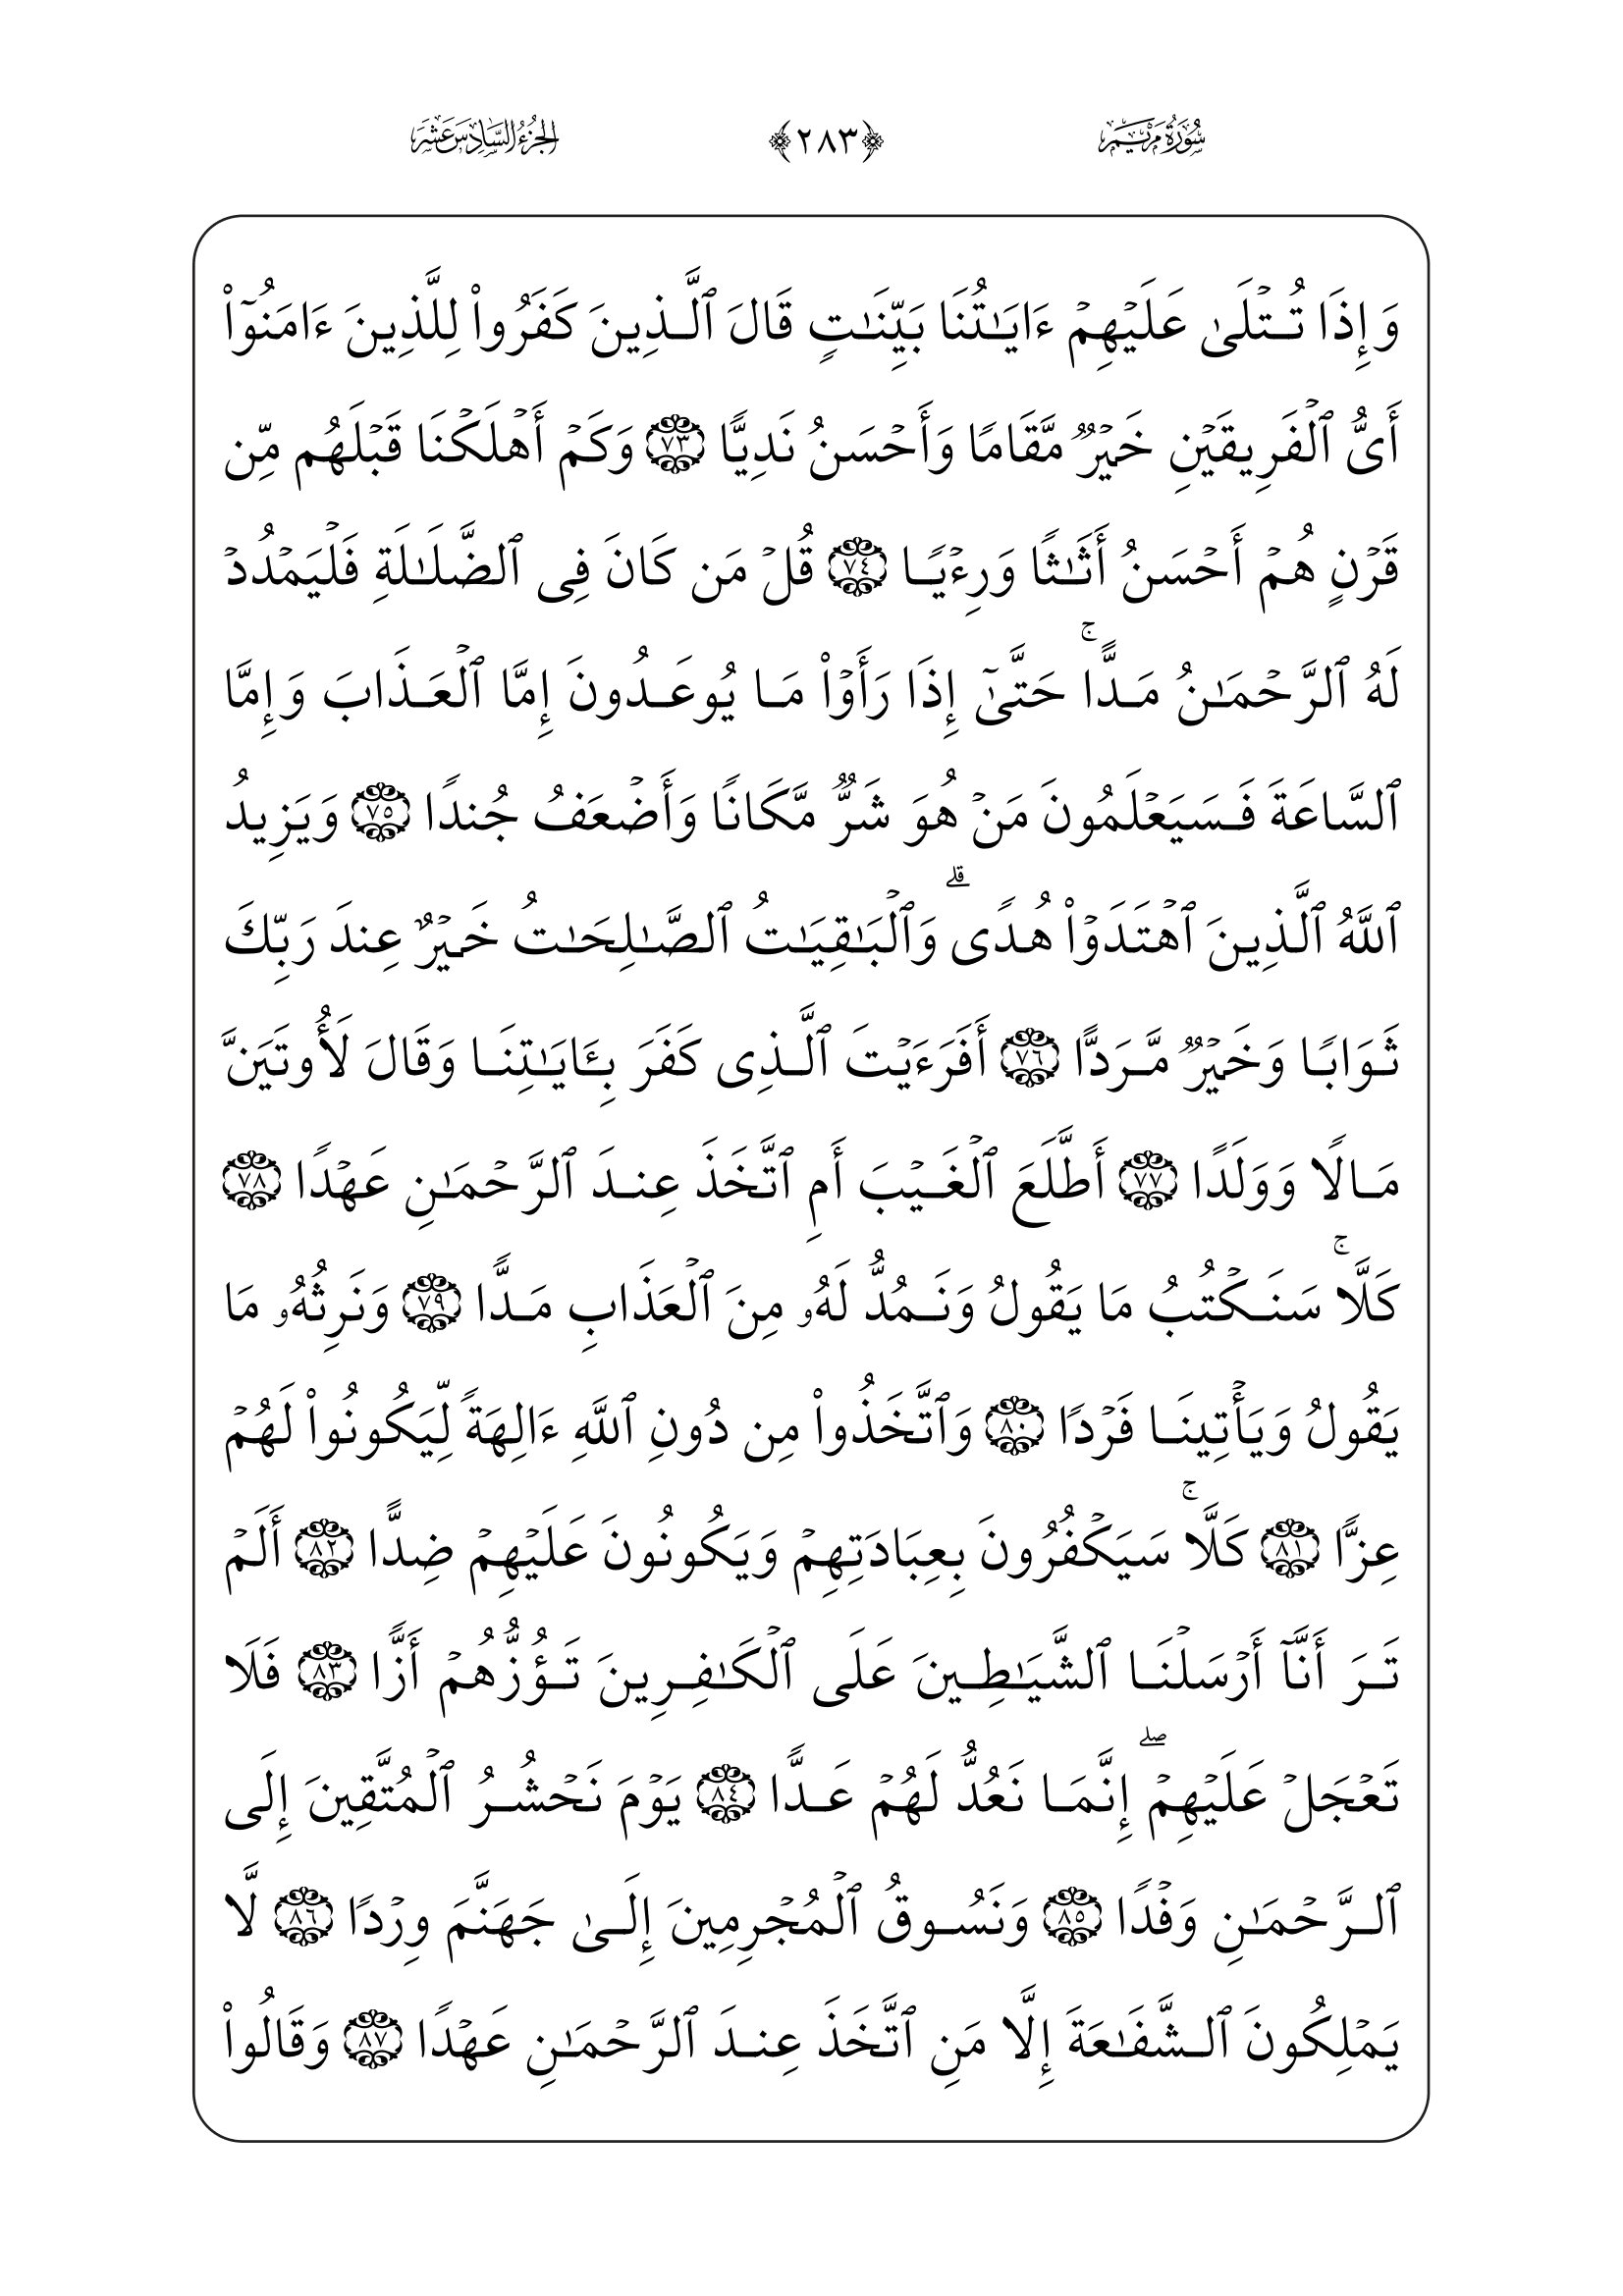 سُورَةُ مَرْيَم ﴿٢٨٣﴾ الجُزْءُ السَّادِسَ عَشَرَ
وَإِذَا تُتۡلَىٰ عَلَيۡهِمۡ ءَايَٰتُنَا بَيِّنَٰتٖ قَالَ ٱلَّذِينَ كَفَرُواْ لِلَّذِينَ ءَامَنُوٓاْ
أَيُّ ٱلۡفَرِيقَيۡنِ خَيۡرٞ مَّقَامٗا وَأَحۡسَنُ نَدِيّٗا ٧٣ وَكَمۡ أَهۡلَكۡنَا قَبۡلَهُم مِّن
قَرۡنٍ هُمۡ أَحۡسَنُ أَثَٰثٗا وَرِءۡيٗا ٧٤ قُلۡ مَن كَانَ فِي ٱلضَّلَٰلَةِ فَلۡيَمۡدُدۡ
لَهُ ٱلرَّحۡمَٰنُ مَدًّاۚ حَتَّىٰٓ إِذَا رَأَوۡاْ مَا يُوعَدُونَ إِمَّا ٱلۡعَذَابَ وَإِمَّا
ٱلسَّاعَةَ فَسَيَعۡلَمُونَ مَنۡ هُوَ شَرّٞ مَّكَانٗا وَأَضۡعَفُ جُندٗا ٧٥ وَيَزِيدُ
ٱللَّهُ ٱلَّذِينَ ٱهۡتَدَوۡاْ هُدٗىۗ وَٱلۡبَٰقِيَٰتُ ٱلصَّٰلِحَٰتُ خَيۡرٌ عِندَ رَبِّكَ
ثَوَابٗا وَخَيۡرٞ مَّرَدًّا ٧٦ أَفَرَءَيۡتَ ٱلَّذِي كَفَرَ بِـَٔايَٰتِنَا وَقَالَ لَأُوتَيَنَّ
مَالٗا وَوَلَدًا ٧٧ أَطَّلَعَ ٱلۡغَيۡبَ أَمِ ٱتَّخَذَ عِندَ ٱلرَّحۡمَٰنِ عَهۡدٗا ٧٨
كَلَّاۚ سَنَكۡتُبُ مَا يَقُولُ وَنَمُدُّ لَهُۥ مِنَ ٱلۡعَذَابِ مَدّٗا ٧٩ وَنَرِثُهُۥ مَا
يَقُولُ وَيَأۡتِينَا فَرۡدٗا ٨٠ وَٱتَّخَذُواْ مِن دُونِ ٱللَّهِ ءَالِهَةٗ لِّيَكُونُواْ لَهُمۡ
عِزّٗا ٨١ كَلَّاۚ سَيَكۡفُرُونَ بِعِبَادَتِهِمۡ وَيَكُونُونَ عَلَيۡهِمۡ ضِدًّا ٨٢ أَلَمۡ
تَرَ أَنَّآ أَرۡسَلۡنَا ٱلشَّيَٰطِينَ عَلَى ٱلۡكَٰفِرِينَ تَؤُزُّهُمۡ أَزّٗا ٨٣ فَلَا
تَعۡجَلۡ عَلَيۡهِمۡۖ إِنَّمَا نَعُدُّ لَهُمۡ عَدّٗا ٨٤ يَوۡمَ نَحۡشُرُ ٱلۡمُتَّقِينَ إِلَى
ٱلرَّحۡمَٰنِ وَفۡدٗا ٨٥ وَنَسُوقُ ٱلۡمُجۡرِمِينَ إِلَىٰ جَهَنَّمَ وِرۡدٗا ٨٦ لَّا
يَمۡلِكُونَ ٱلشَّفَٰعَةَ إِلَّا مَنِ ٱتَّخَذَ عِندَ ٱلرَّحۡمَٰنِ عَهۡدٗا ٨٧ وَقَالُواْ